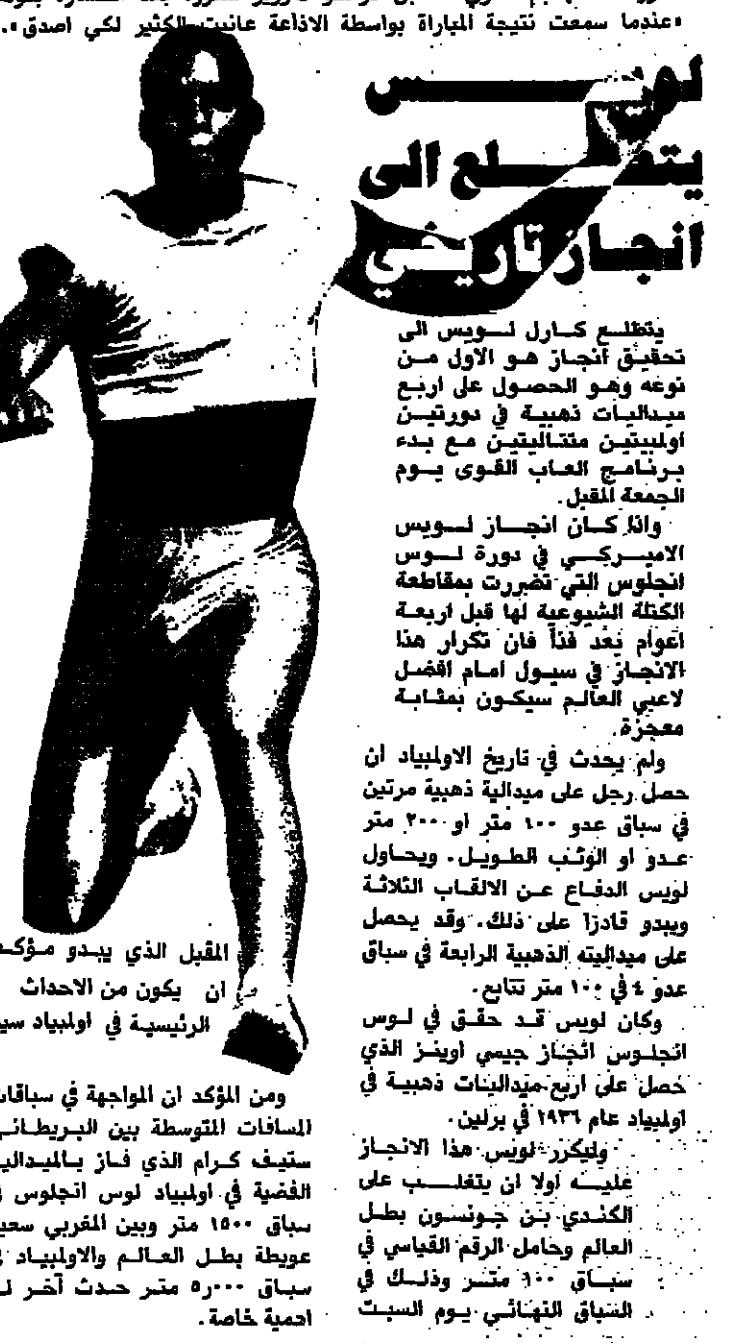 «عندما سمعت نتيجة المباراة بواسطة الاذاعة عانيت الكثير لكي اصدق».
لويس
يتطلع الى
انجاز تاريخي
يتطلع كارل لويس الى
تحقيق انجاز هو الاول من
نوعه وهو الحصول على اربع
ميداليات ذهبية في دورتين
اولمبيتين متتاليتين مع بدء
برنامج العاب القوى يوم
الجمعة المقبل.
واذا كان انجاز لويس
الاميركي في دورة لوس
انجلوس التي تضررت بمقاطعة
الكتلة الشيوعية لها قبل اربعة
اعوام يعد فذاً فان تكرار هذا
الانجاز في سيول امام افضل
لاعبي العالم سيكون بمثابة
معجزة.
ولم يحدث في تاريخ الاولمبياد ان
حصل رجل على ميدالية ذهبية مرتين
في سباق عدو ١٠٠ متر او ٢٠٠ متر
عدو او الوثب الطويل. ويحاول
لويس الدفاع عن الالقاب الثلاثة
ويبدو قادرا على ذلك. وقد يحصل
على ميداليته الذهبية الرابعة في سباق
عدو ٤ في ١٠٠ متر تتابع.
وكان لويس قد حقق في لوس
انجلوس انجاز جيسي اوينز الذي
حصل على اربع ميداليات ذهبية في
اولمبياد عام ١٩٣٦ في برلين.
وليكرر لويس هذا الانجاز
عليه اولا ان يتغلب على
الكندي بن جونسون بطل
العالم وحامل الرقم القياسي في
سباق ١٠٠ متر وذلك في
السباق النهائي يوم السبت
المقبل الذي يبدو مؤكد
ان يكون من الاحداث
الرئيسية في اولمبياد سي
ومن المؤكد ان المواجهة في سباقات
المسافات المتوسطة بين البريطاني
ستيف كرام الذي فاز بالميدالي
الفضية في اولمبياد لوس انجلوس
سباق ١٥٠٠ متر وبين المغربي سعي
عويطة بطل العالم والاولمبياد
سباق ٥٫٠٠٠ متر حدث آخر
اهمية خاصة.